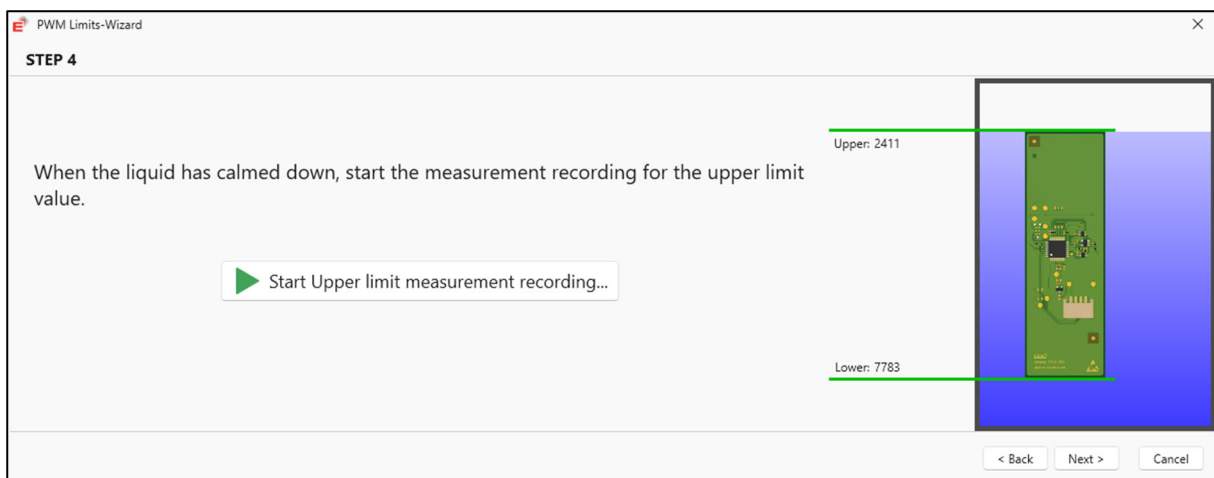 PWM Limits-Wizard
STEP 4
When the liquid has calmed down, start the measurement recording for the upper limit
value.
Start Upper limit measurement recording...
Upper: 2411
Lower: 7783
< Back
Next >
Cancel